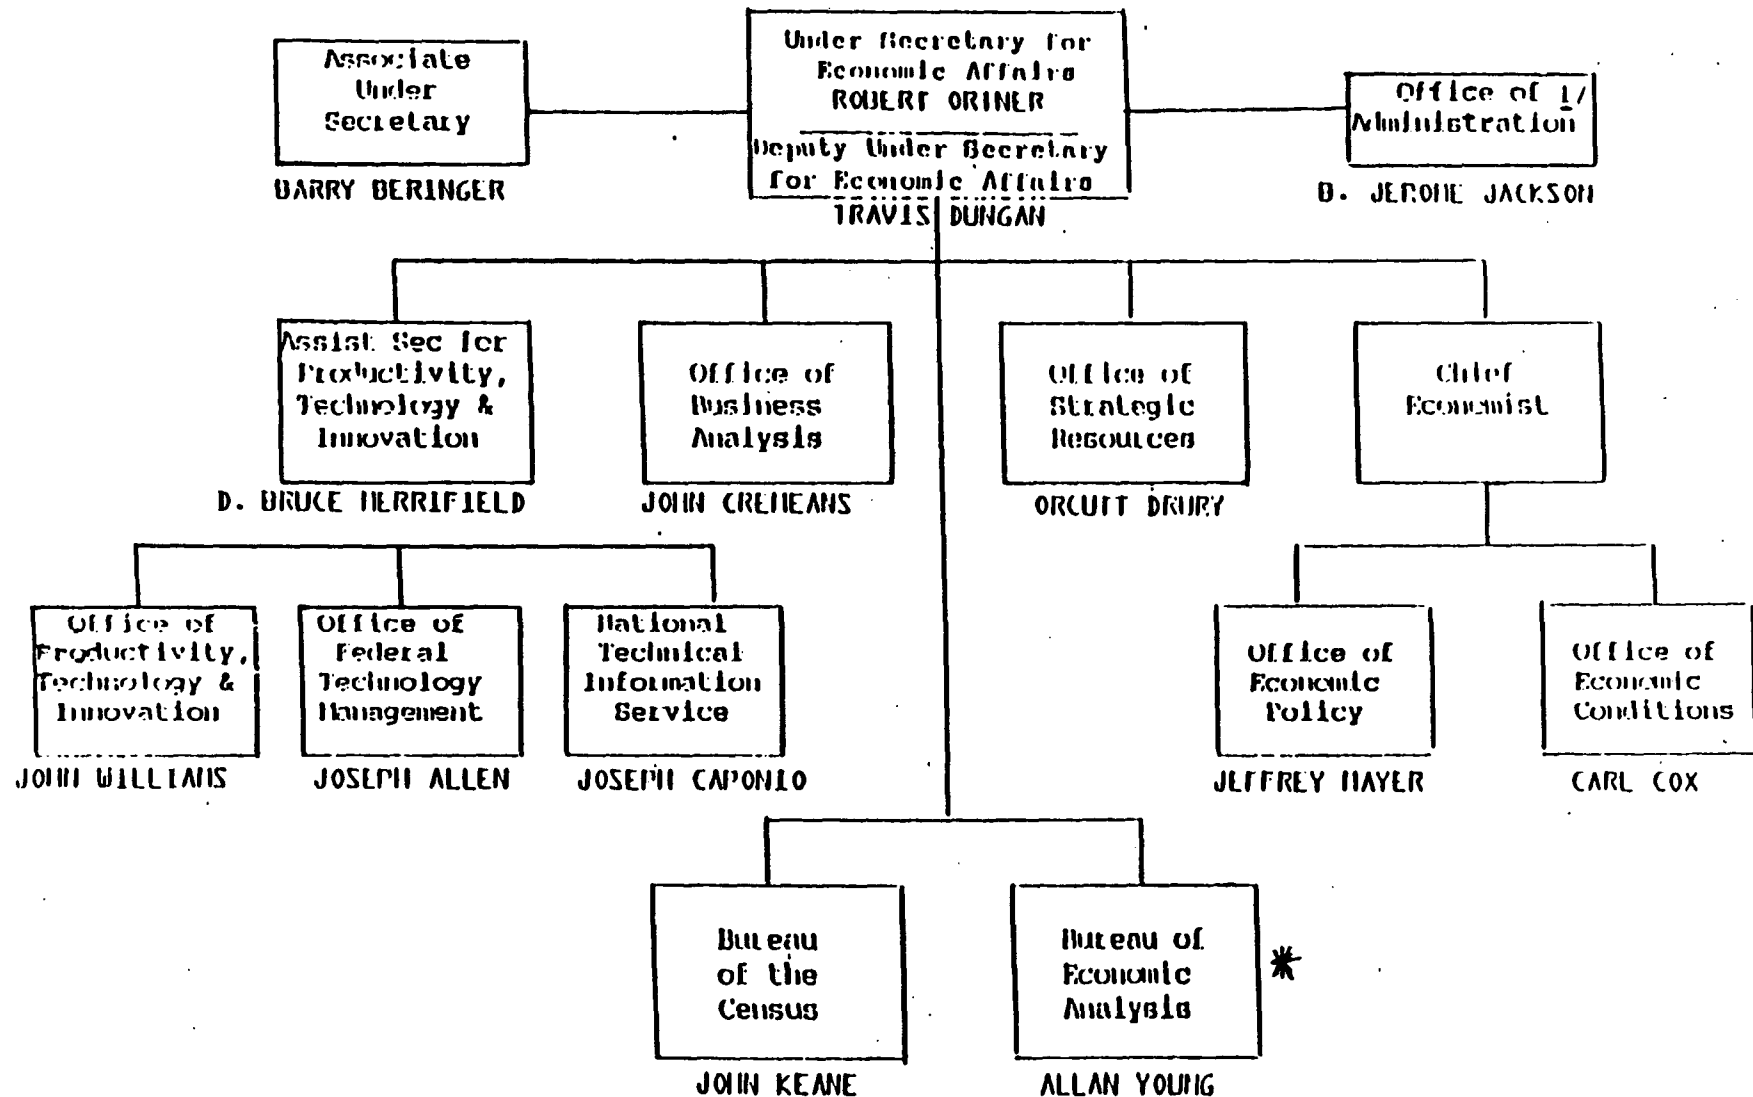 Associate
Under
Secretary
BARRY BERINGER
Under Secretary for
Economic Affairs
ROBERT ORTNER
Deputy Under Secretary
for Economic Affairs
TRAVIS DUNGAN
Office of 1/
Administration
B. JEROME JACKSON
Assist Sec for
Productivity,
Technology &
Innovation
D. BRUCE MERRIFIELD
Office of
Business
Analysis
JOHN CREMEANS
Office of
Strategic
Resources
ORCUTT DRURY
Chief
Economist
Office of
Productivity,
Technology &
Innovation
JOHN WILLIAMS
Office of
Federal
Technology
Management
JOSEPH ALLEN
National
Technical
Information
Service
JOSEPH CAPONIO
Office of
Economic
Policy
JEFFREY MAYER
Office of
Economic
Conditions
CARL COX
Bureau
of the
Census
JOHN KEANE
Bureau of
Economic
Analysis
*
ALLAN YOUNG